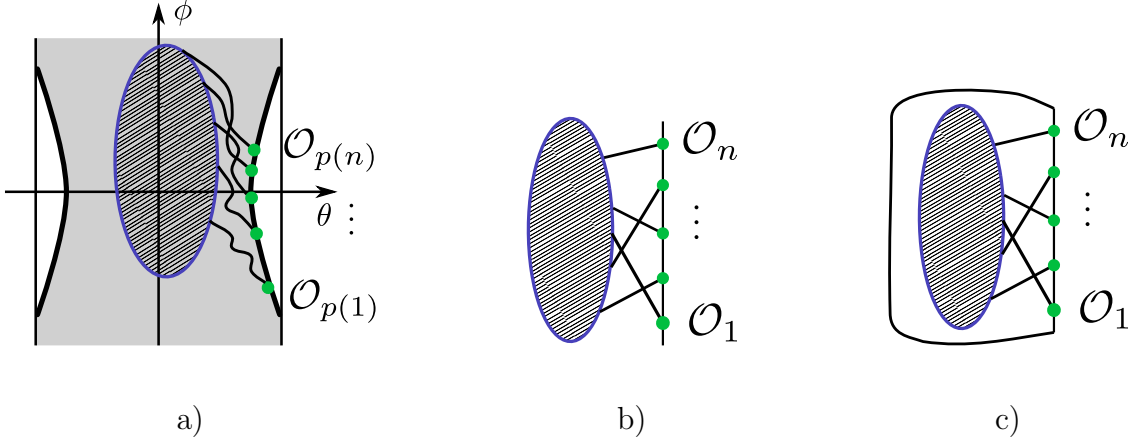 ϕ
𝒪_{p(n)}
θ
⋮
𝒪_{p(1)}
a)
𝒪_n
⋮
𝒪_1
b)
𝒪_n
⋮
𝒪_1
c)